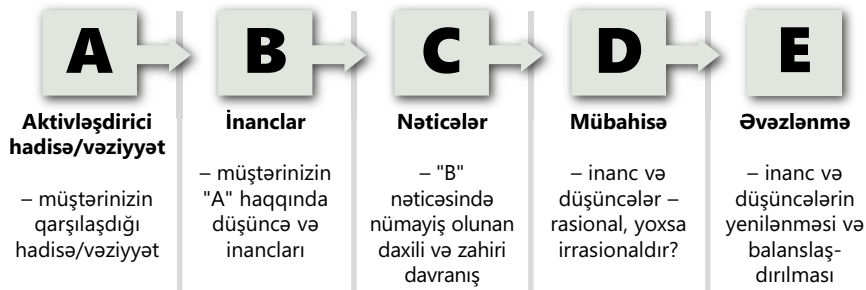 A
B
C
D
E
Aktivləşdirici
hadisə/vəziyyət
– müştərinizin
qarşılaşdığı
hadisə/vəziyyət
İnanclar
– müştərinizin
"A" haqqında
düşüncə və
inancları
Nəticələr
– "B"
nəticəsində
nümayiş olunan
daxili və zahiri
davranış
Mübahisə
– inanc və
düşüncələr –
rasional, yoxsa
irrasionaldır?
Əvəzlənmə
– inanc və
düşüncələrin
yenilənməsi və
balanslaş-
dırılması